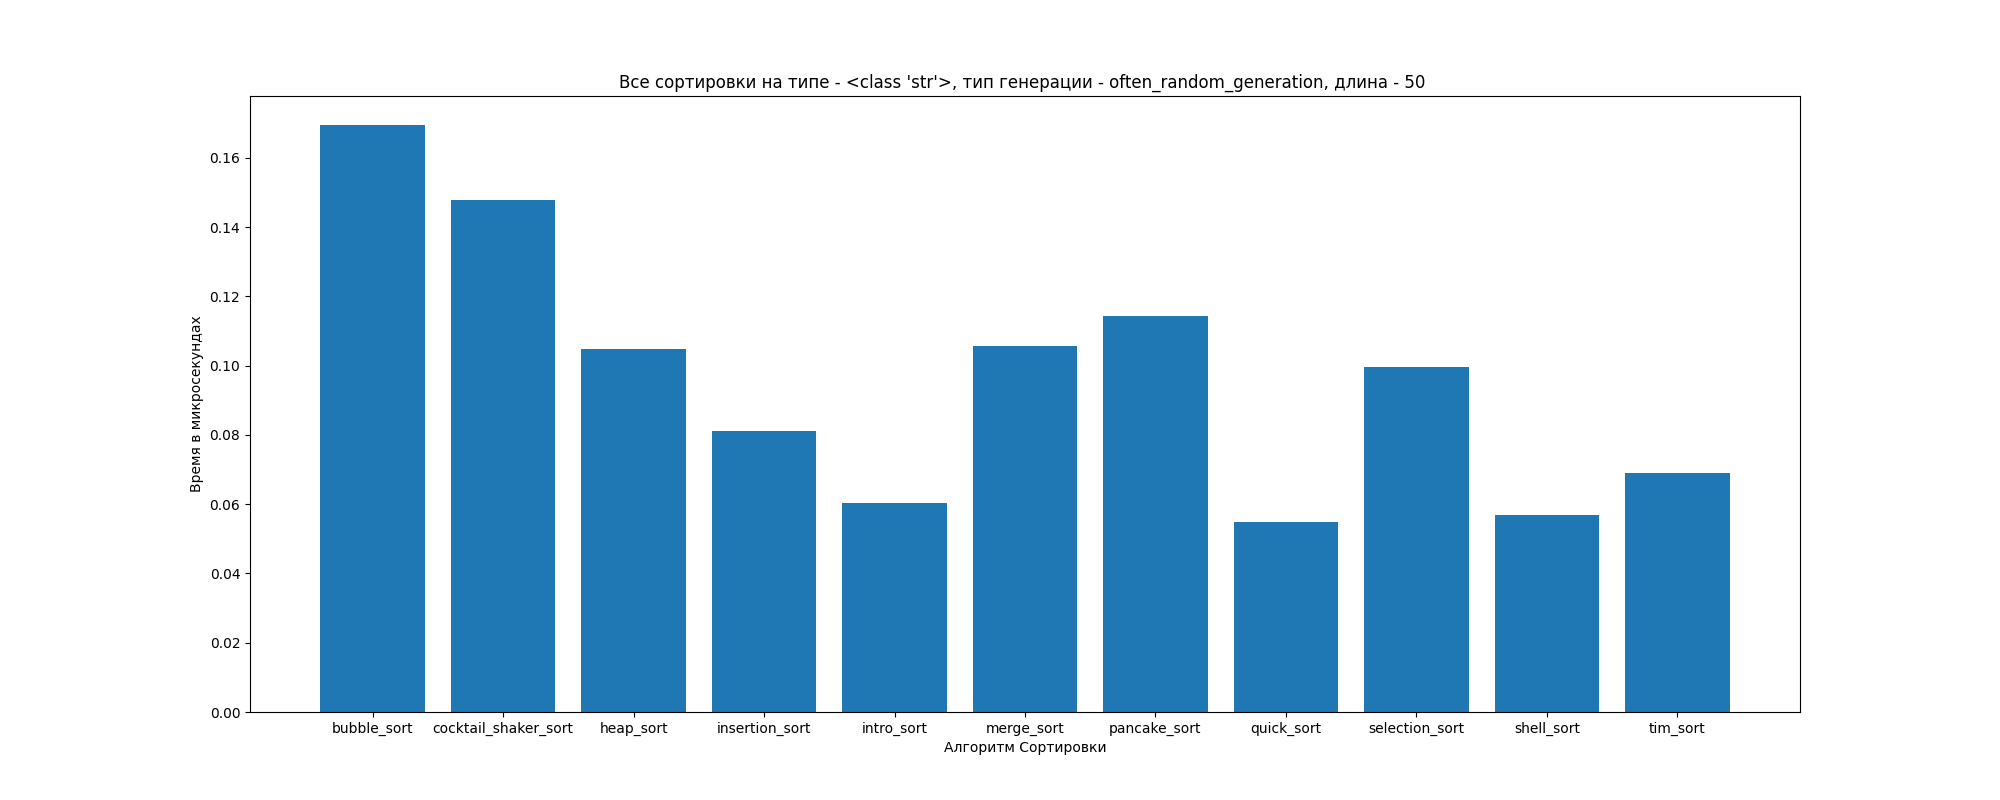 Все сортировки на типе - <class 'str'>, тип генерации - often_random_generation, длина - 50
Время в микросекундах
0.16
0.14
0.12
0.10
0.08
0.06
0.04
0.02
0.00
bubble_sort cocktail_shaker_sort heap_sort insertion_sort intro_sort merge_sort pancake_sort quick_sort selection_sort shell_sort tim_sort
Алгоритм Сортировки